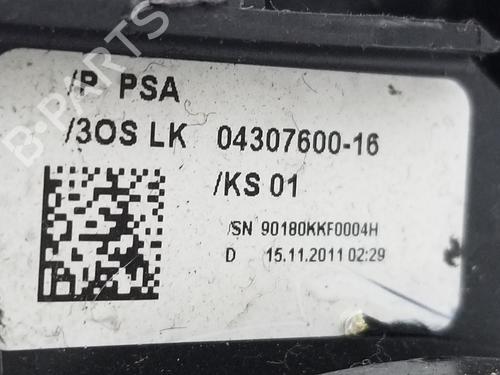 /P PSA
/3OS LK 04307600-16
/KS 01
/SN 90180KKF0004H
D 15.11.2011 02:29
B-PARTS